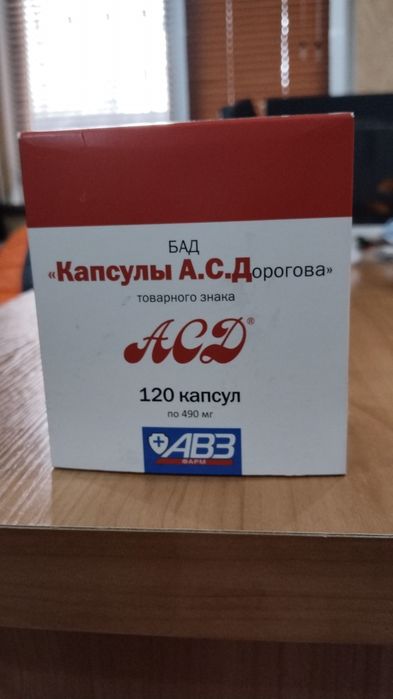 БАД
«Капсулы А.С.Дорогова»
товарного знака
АСД®
120 капсул
по 490 мг
АВЗ
ФАРМ